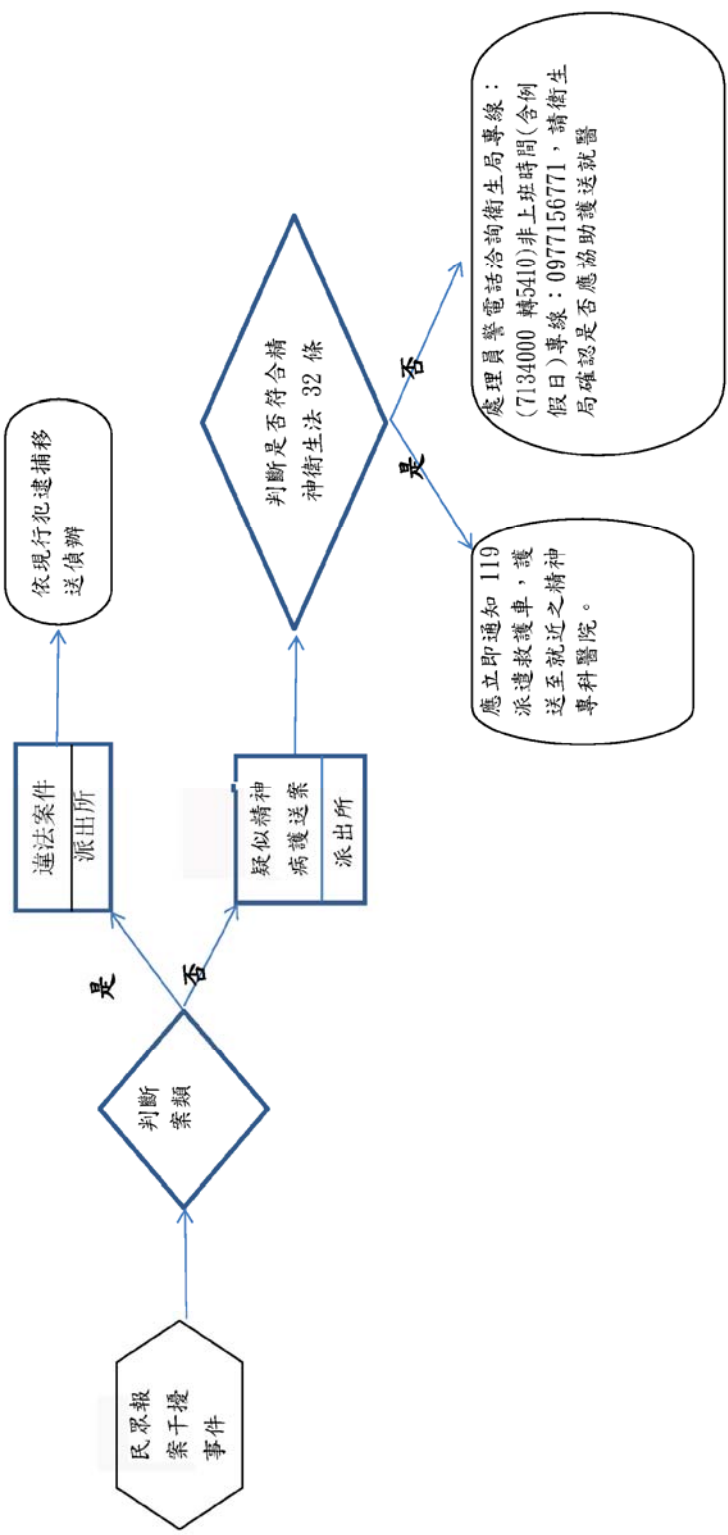 民眾報
案干擾
事件
判斷
案類
是
否
違法案件
派出所
依現行犯逮捕移
送偵辦
疑似精神
病護送案
派出所
判斷是否符合精
神衛生法 32 條
是
否
應立即通知 119
派遣救護車，護
送至就近之精神
專科醫院。
處理員警電話洽詢衛生局專線：
(7134000 轉5410)非上班時間(含例
假日)專線：0977156771，請衛生
局確認是否應協助護送就醫